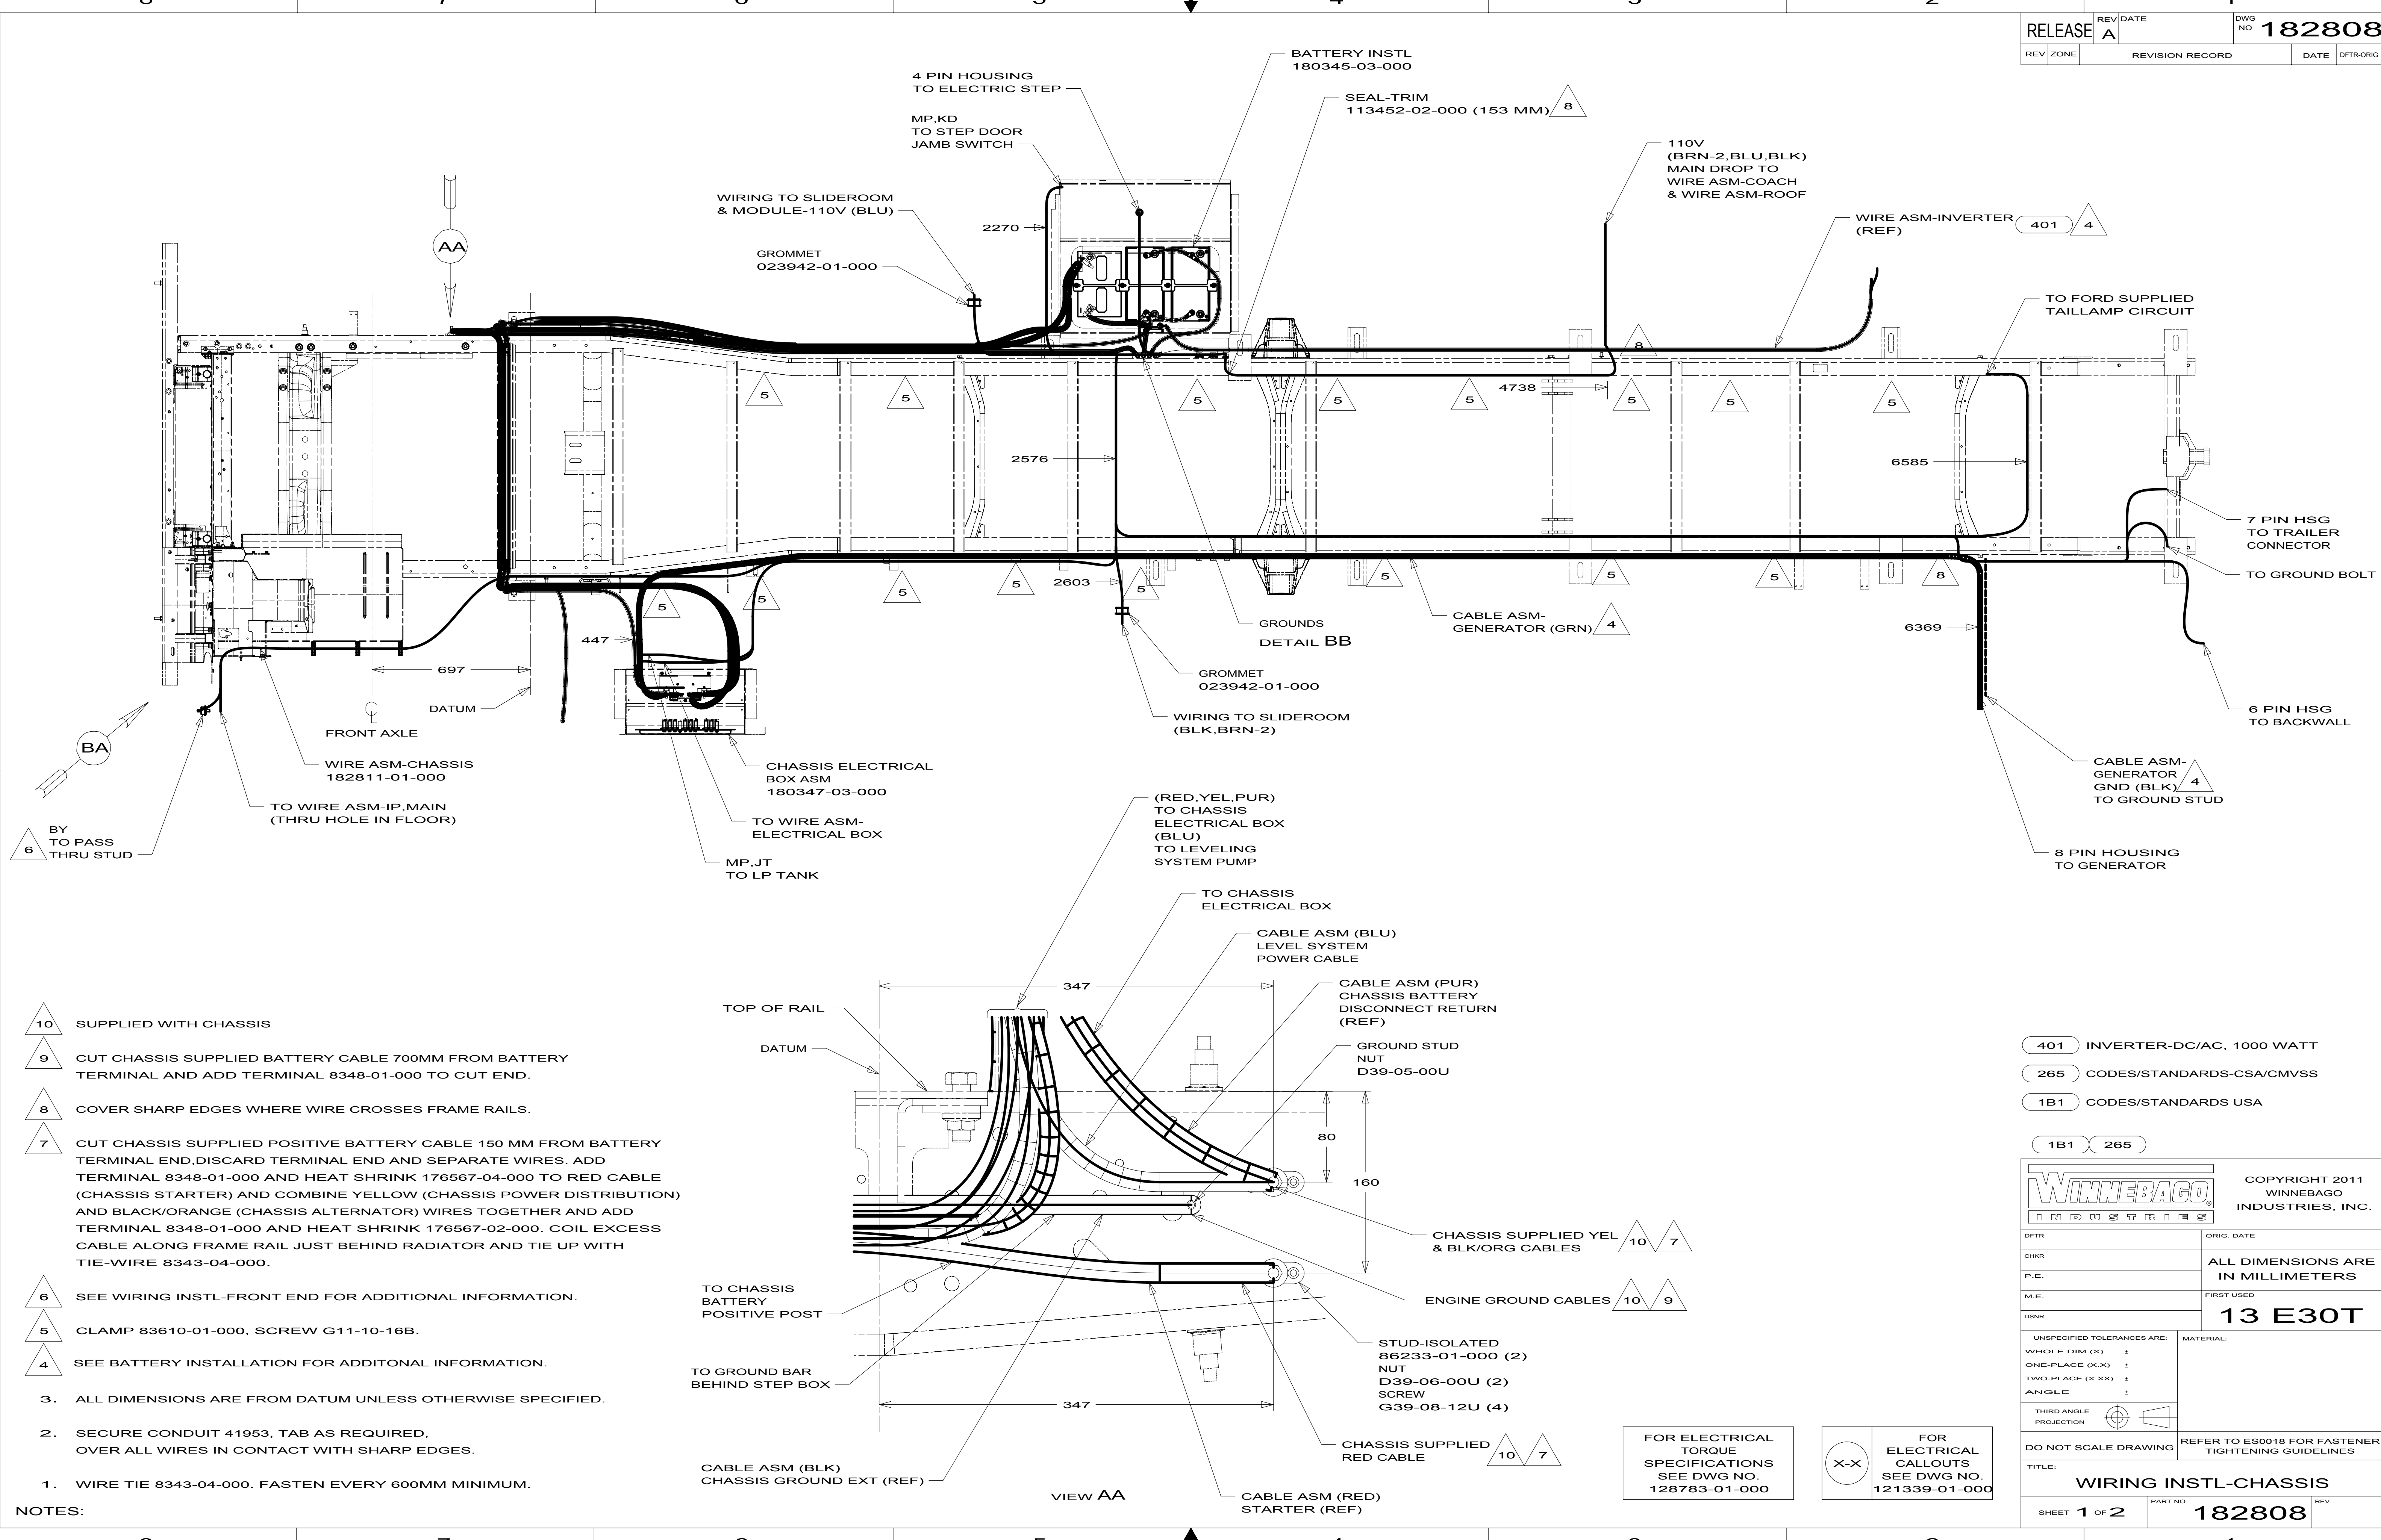 RELEASE
REV
A
DATE
DWG
NO
182808
REV
ZONE
REVISION RECORD
DATE
DFTR-ORIG
BATTERY INSTL
180345-03-000
4 PIN HOUSING
TO ELECTRIC STEP
SEAL-TRIM
113452-02-000 (153 MM)
8
MP,KD
TO STEP DOOR
JAMB SWITCH
110V
(BRN-2,BLU,BLK)
MAIN DROP TO
WIRE ASM-COACH
& WIRE ASM-ROOF
WIRING TO SLIDEROOM
& MODULE-110V (BLU)
2270
WIRE ASM-INVERTER
(REF)
401
4
AA
GROMMET
023942-01-000
TO FORD SUPPLIED
TAILLAMP CIRCUIT
8
4738
5
5
5
5
5
5
5
5
2576
6585
7 PIN HSG
TO TRAILER
CONNECTOR
TO GROUND BOLT
5
5
5
5
2603
5
5
5
5
8
447
GROUNDS
DETAIL BB
CABLE ASM-
GENERATOR (GRN)
4
6369
697
GROMMET
023942-01-000
DATUM
WIRING TO SLIDEROOM
(BLK,BRN-2)
6 PIN HSG
TO BACKWALL
FRONT AXLE
BA
WIRE ASM-CHASSIS
182811-01-000
CHASSIS ELECTRICAL
BOX ASM
180347-03-000
CABLE ASM-
GENERATOR
GND (BLK)
TO GROUND STUD
4
TO WIRE ASM-IP,MAIN
(THRU HOLE IN FLOOR)
TO WIRE ASM-
ELECTRICAL BOX
6
BY
TO PASS
THRU STUD
MP,JT
TO LP TANK
8 PIN HOUSING
TO GENERATOR
(RED,YEL,PUR)
TO CHASSIS
ELECTRICAL BOX
(BLU)
TO LEVELING
SYSTEM PUMP
TO CHASSIS
ELECTRICAL BOX
CABLE ASM (BLU)
LEVEL SYSTEM
POWER CABLE
347
CABLE ASM (PUR)
CHASSIS BATTERY
DISCONNECT RETURN
(REF)
TOP OF RAIL
DATUM
GROUND STUD
NUT
D39-05-00U
80
160
CHASSIS SUPPLIED YEL
& BLK/ORG CABLES
10
7
TO CHASSIS
BATTERY
POSITIVE POST
ENGINE GROUND CABLES
10
9
STUD-ISOLATED
86233-01-000 (2)
NUT
D39-06-00U (2)
SCREW
G39-08-12U (4)
TO GROUND BAR
BEHIND STEP BOX
347
CHASSIS SUPPLIED
RED CABLE
10
7
CABLE ASM (BLK)
CHASSIS GROUND EXT (REF)
VIEW AA
CABLE ASM (RED)
STARTER (REF)
10 SUPPLIED WITH CHASSIS
9 CUT CHASSIS SUPPLIED BATTERY CABLE 700MM FROM BATTERY
TERMINAL AND ADD TERMINAL 8348-01-000 TO CUT END.
8 COVER SHARP EDGES WHERE WIRE CROSSES FRAME RAILS.
7 CUT CHASSIS SUPPLIED POSITIVE BATTERY CABLE 150 MM FROM BATTERY
TERMINAL END,DISCARD TERMINAL END AND SEPARATE WIRES. ADD
TERMINAL 8348-01-000 AND HEAT SHRINK 176567-04-000 TO RED CABLE
(CHASSIS STARTER) AND COMBINE YELLOW (CHASSIS POWER DISTRIBUTION)
AND BLACK/ORANGE (CHASSIS ALTERNATOR) WIRES TOGETHER AND ADD
TERMINAL 8348-01-000 AND HEAT SHRINK 176567-02-000. COIL EXCESS
CABLE ALONG FRAME RAIL JUST BEHIND RADIATOR AND TIE UP WITH
TIE-WIRE 8343-04-000.
6 SEE WIRING INSTL-FRONT END FOR ADDITIONAL INFORMATION.
5 CLAMP 83610-01-000, SCREW G11-10-16B.
4 SEE BATTERY INSTALLATION FOR ADDITONAL INFORMATION.
3. ALL DIMENSIONS ARE FROM DATUM UNLESS OTHERWISE SPECIFIED.
2. SECURE CONDUIT 41953, TAB AS REQUIRED,
OVER ALL WIRES IN CONTACT WITH SHARP EDGES.
1. WIRE TIE 8343-04-000. FASTEN EVERY 600MM MINIMUM.
NOTES:
FOR ELECTRICAL
TORQUE
SPECIFICATIONS
SEE DWG NO.
128783-01-000
X-X
FOR
ELECTRICAL
CALLOUTS
SEE DWG NO.
121339-01-000
401 INVERTER-DC/AC, 1000 WATT
265 CODES/STANDARDS-CSA/CMVSS
1B1 CODES/STANDARDS USA
1B1 265
WINNEBAGO®
INDUSTRIES
COPYRIGHT 2011
WINNEBAGO
INDUSTRIES, INC.
DFTR
ORIG. DATE
CHKR
ALL DIMENSIONS ARE
IN MILLIMETERS
P.E.
M.E.
FIRST USED
13 E30T
DSNR
UNSPECIFIED TOLERANCES ARE:
MATERIAL:
WHOLE DIM (X) ±
ONE-PLACE (X.X) ±
TWO-PLACE (X.XX) ±
ANGLE ±
THIRD ANGLE
PROJECTION
DO NOT SCALE DRAWING
REFER TO ES0018 FOR FASTENER
TIGHTENING GUIDELINES
TITLE:
WIRING INSTL-CHASSIS
SHEET 1 OF 2
PART NO
182808
REV